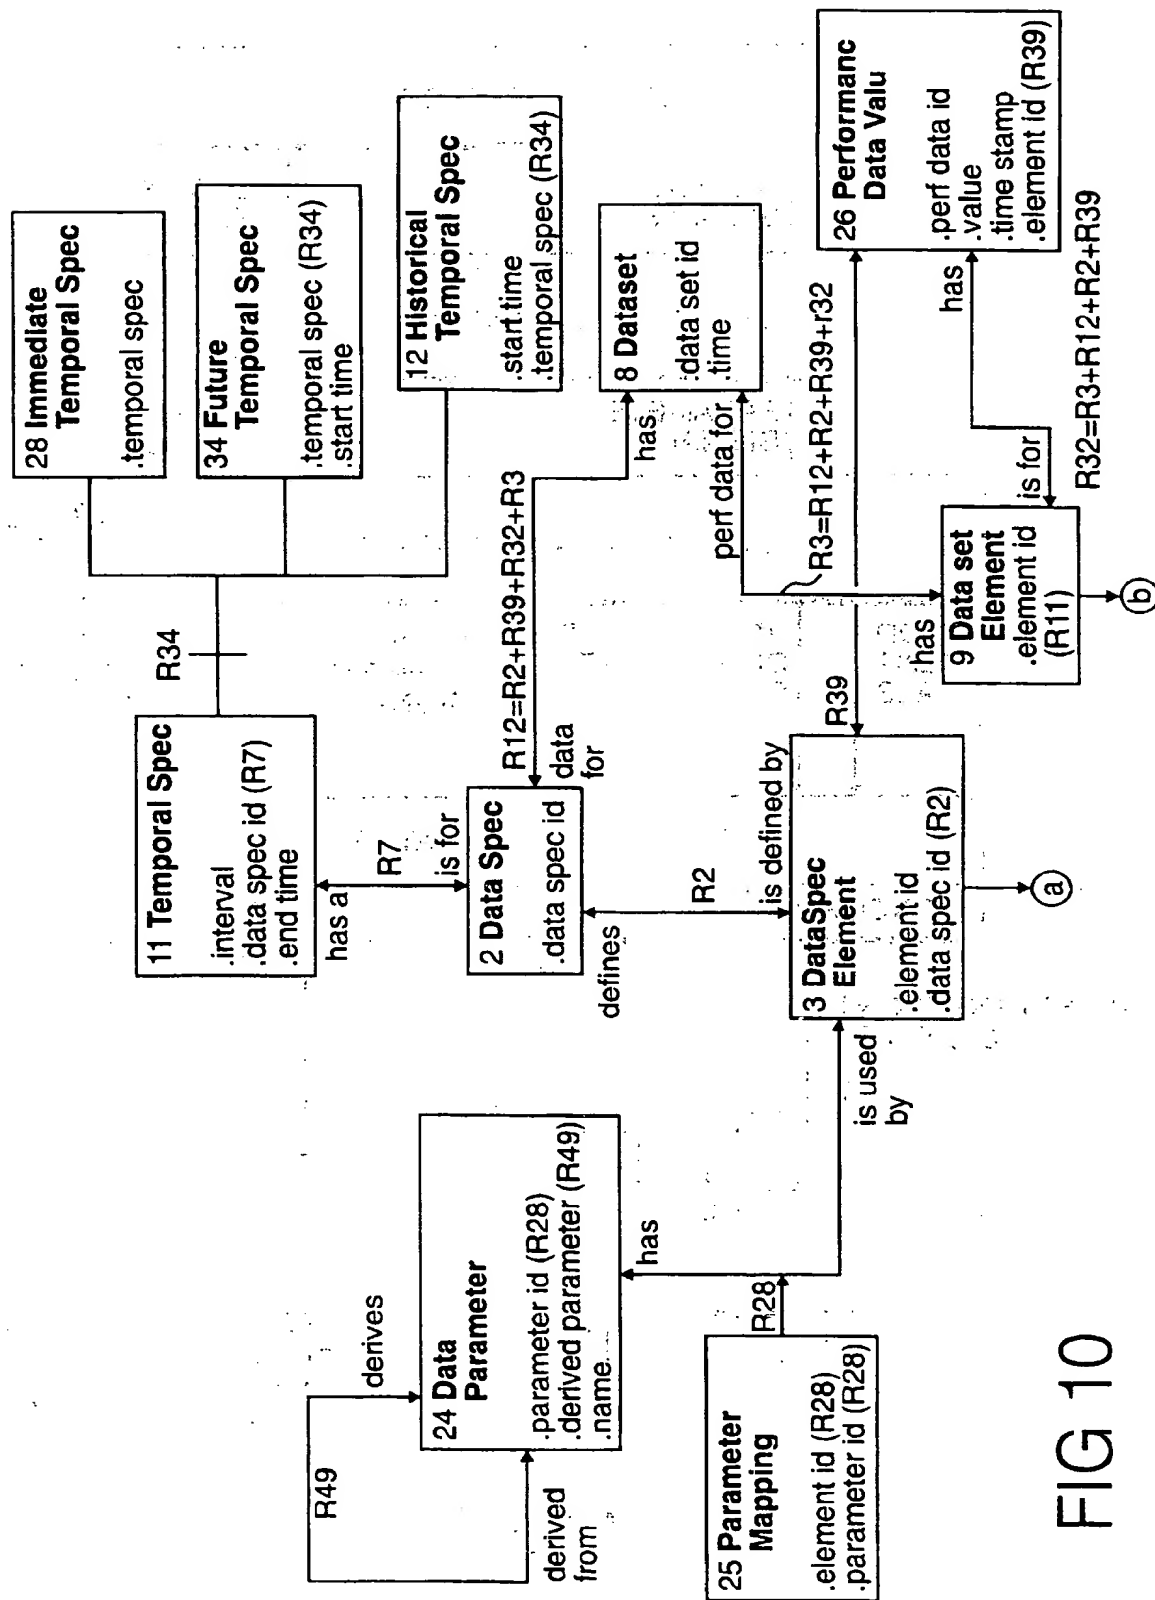 R49
derives
derived
from
24 Data
Parameter
.parameter id (R28)
.derived parameter (R49)
.name
has
25 Parameter
Mapping
.element id (R28)
.parameter id (R28)
R28
is used
by
11 Temporal Spec
.interval
.data spec id (R7)
.end time
has a
R7
is for
2 Data Spec
.data spec id
defines
R2
is defined by
3 DataSpec
Element
.element id
.data spec id (R2)
a
R34
28 Immediate
Temporal Spec
.temporal spec
34 Future
Temporal Spec
.temporal spec (R34)
.start time
12 Historical
Temporal Spec
.start time
.temporal spec (R34)
R12=R2+R39+R32+R3
data
for
has
8 Dataset
.data set id
.time
perf data for
R3=R12+R2+R39+r32
R39
has
9 Data set
Element
.element id
(R11)
b
is for
has
26 Performanc
Data Valu
.perf data id
.value
.time stamp
.element id (R39)
R32=R3+R12+R2+R39
FIG 10